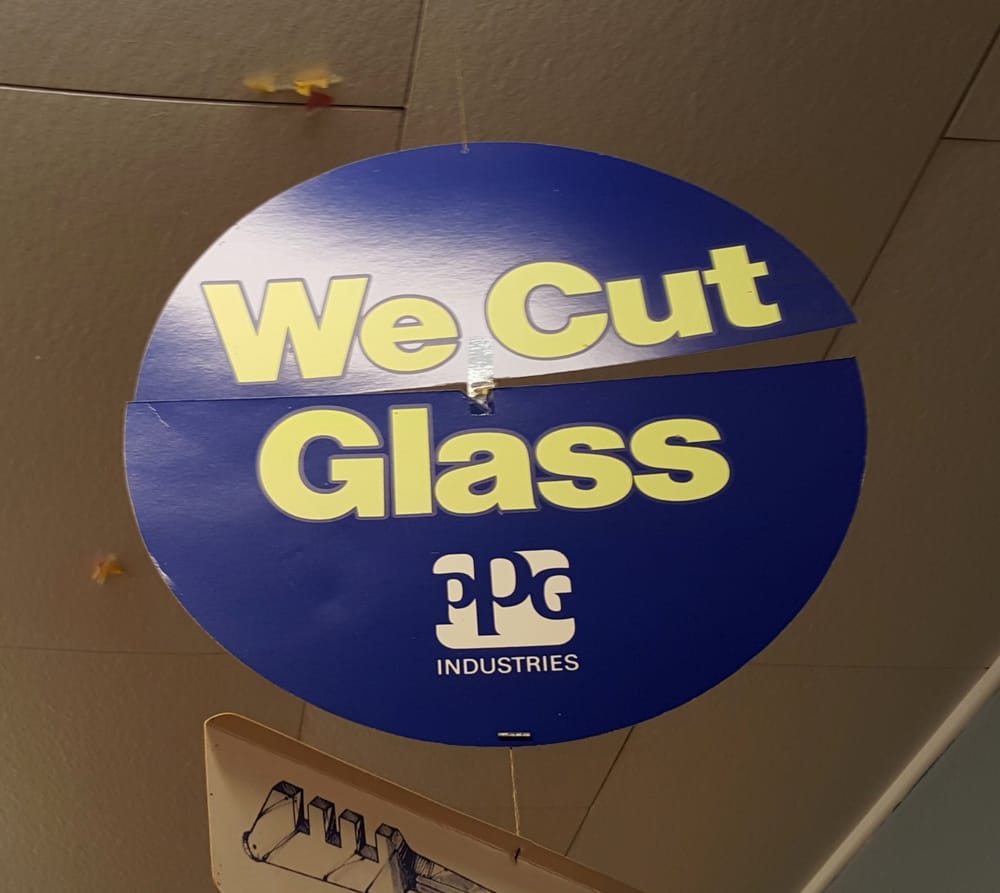 We Cut
Glass
PPG
INDUSTRIES